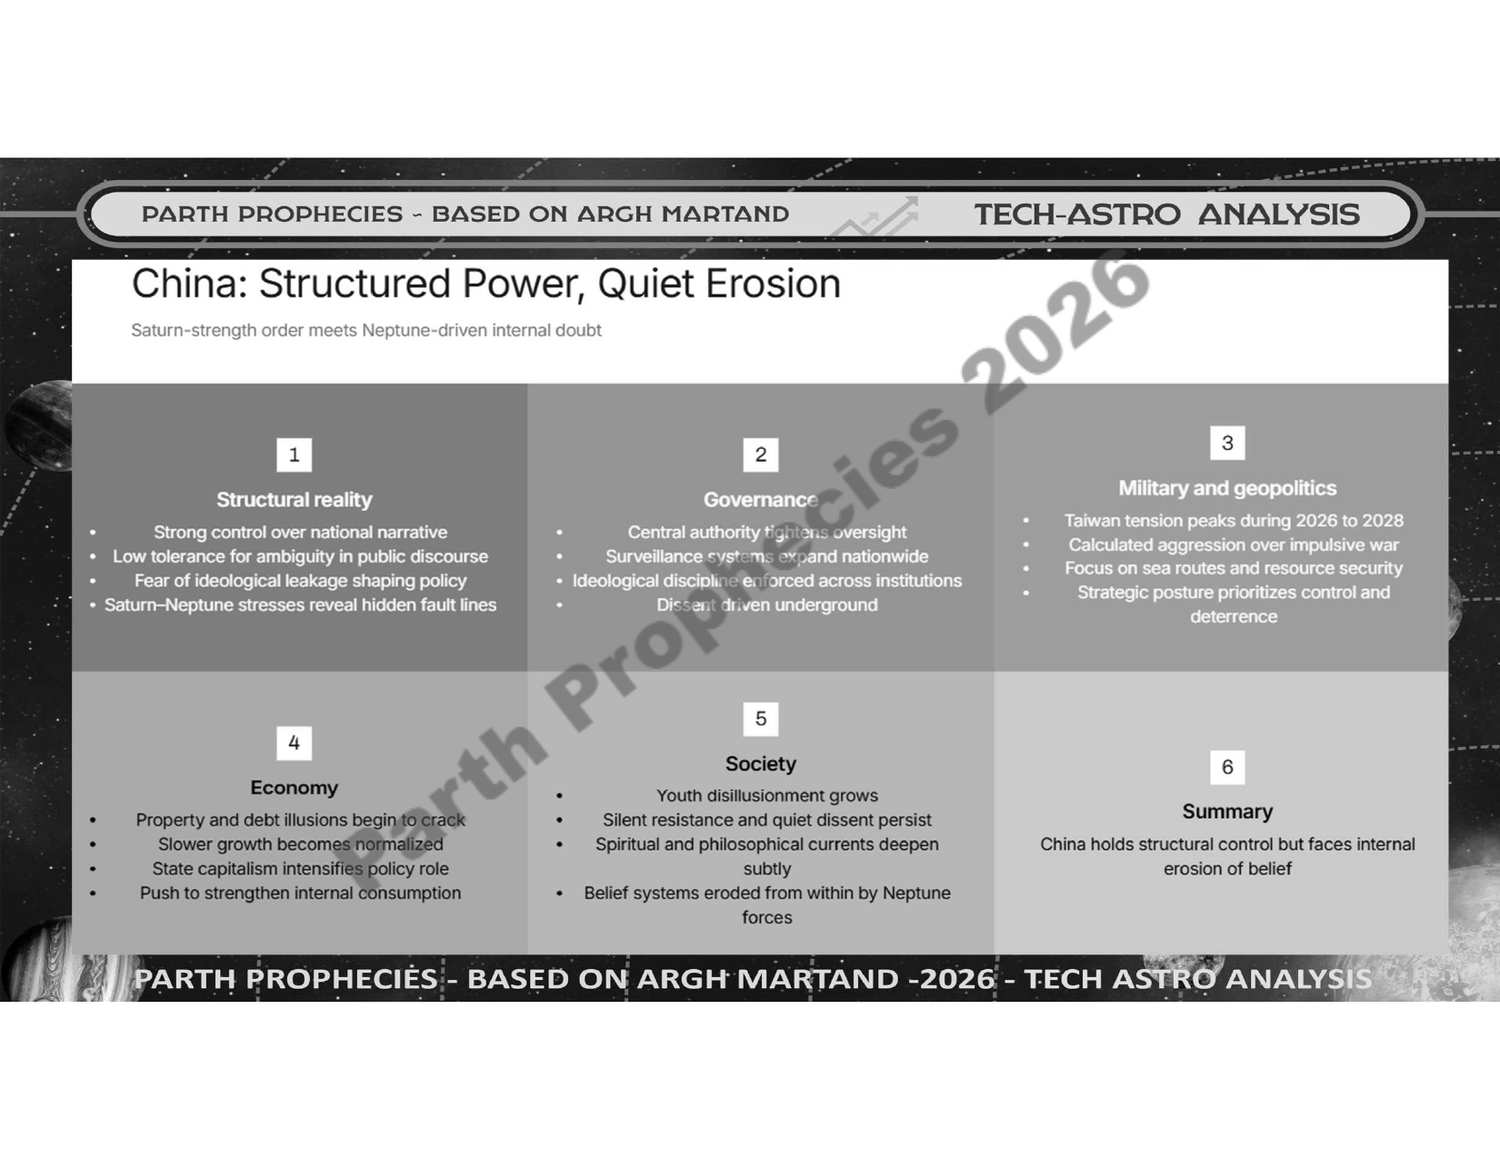 PARTH PROPHECIES ~ BASED ON ARGH MARTAND
TECH-ASTRO ANALYSIS
China: Structured Power, Quiet Erosion
Saturn-strength order meets Neptune-driven internal doubt
1
Structural reality
• Strong control over national narrative
• Low tolerance for ambiguity in public discourse
• Fear of ideological leakage shaping policy
• Saturn–Neptune stresses reveal hidden fault lines
2
Governance
• Central authority tightens oversight
• Surveillance systems expand nationwide
• Ideological discipline enforced across institutions
• Dissent driven underground
3
Military and geopolitics
• Taiwan tension peaks during 2026 to 2028
• Calculated aggression over impulsive war
• Focus on sea routes and resource security
• Strategic posture prioritizes control and
deterrence
4
Economy
• Property and debt illusions begin to crack
• Slower growth becomes normalized
• State capitalism intensifies policy role
• Push to strengthen internal consumption
5
Society
• Youth disillusionment grows
• Silent resistance and quiet dissent persist
• Spiritual and philosophical currents deepen
subtly
• Belief systems eroded from within by Neptune
forces
6
Summary
China holds structural control but faces internal
erosion of belief
Parth Prophecies 2026
PARTH PROPHECIES - BASED ON ARGH MARTAND -2026 - TECH ASTRO ANALYSIS